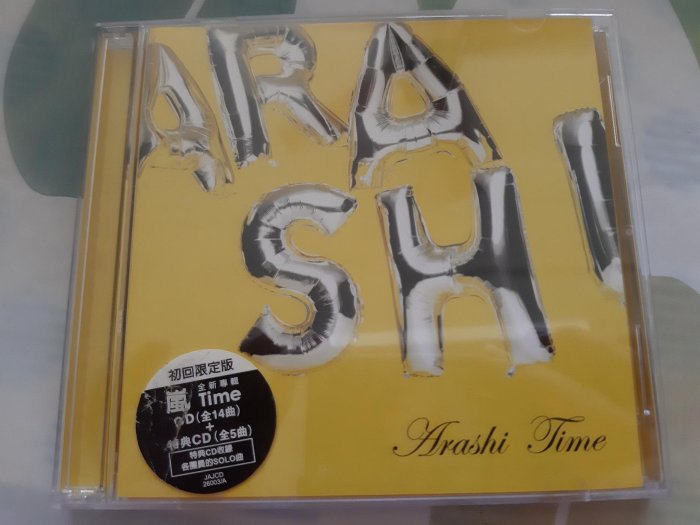 ARA
SHI
初回限定版
全新專輯
嵐 Time
CD(全14曲)
+
特典CD(全5曲)
特典CD收錄
各團員的SOLO曲
JAJCD
26003/A
Arashi Time